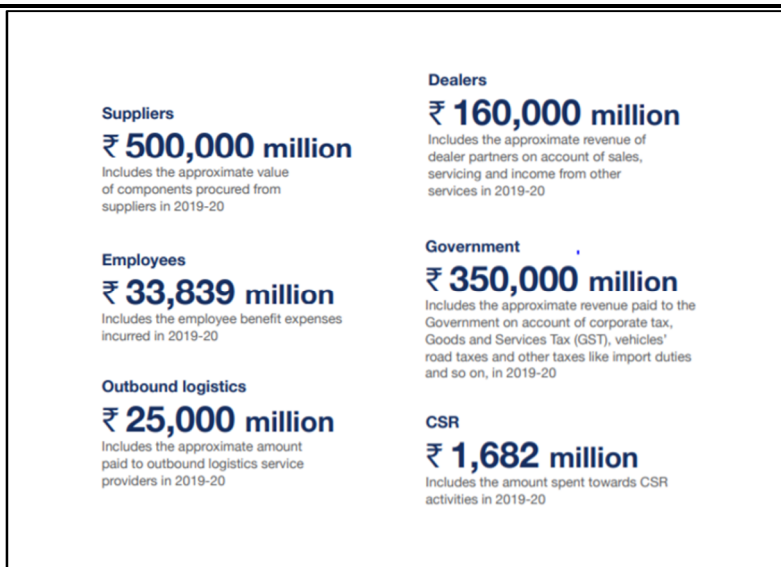 Suppliers
₹ 500,000 million
Includes the approximate value
of components procured from
suppliers in 2019-20
Employees
₹ 33,839 million
Includes the employee benefit expenses
incurred in 2019-20
Outbound logistics
₹ 25,000 million
Includes the approximate amount
paid to outbound logistics service
providers in 2019-20
Dealers
₹ 160,000 million
Includes the approximate revenue of
dealer partners on account of sales,
servicing and income from other
services in 2019-20
Government
₹ 350,000 million
Includes the approximate revenue paid to the
Government on account of corporate tax,
Goods and Services Tax (GST), vehicles'
road taxes and other taxes like import duties
and so on, in 2019-20
CSR
₹ 1,682 million
Includes the amount spent towards CSR
activities in 2019-20